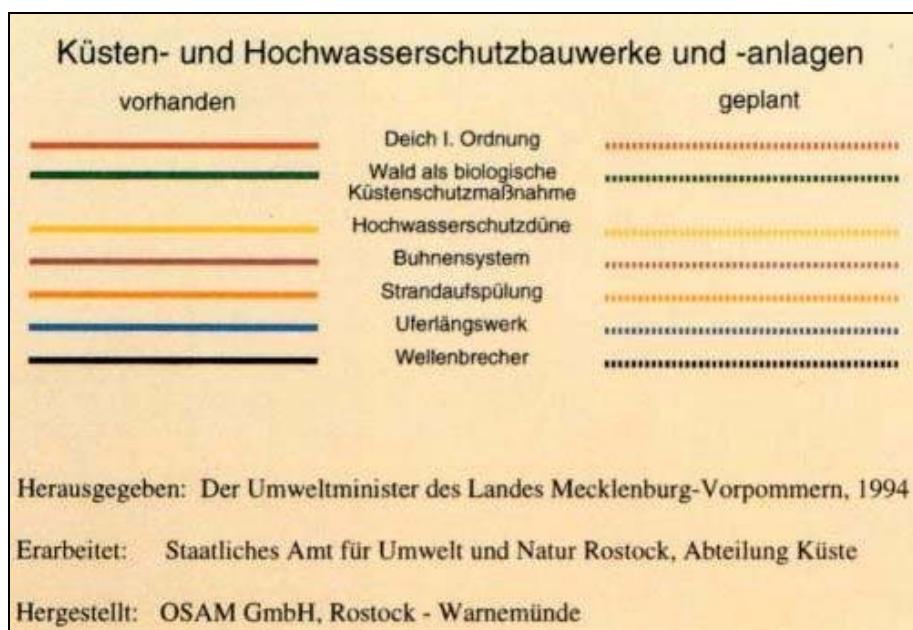 Küsten- und Hochwasserschutzbauwerke und -anlagen
vorhanden geplant
Deich I. Ordnung
Wald als biologische
Küstenschutzmaßnahme
Hochwasserschutzdüne
Buhnensystem
Strandaufspülung
Uferlängswerk
Wellenbrecher
Herausgegeben: Der Umweltminister des Landes Mecklenburg-Vorpommern, 1994
Erarbeitet: Staatliches Amt für Umwelt und Natur Rostock, Abteilung Küste
Hergestellt: OSAM GmbH, Rostock - Warnemünde